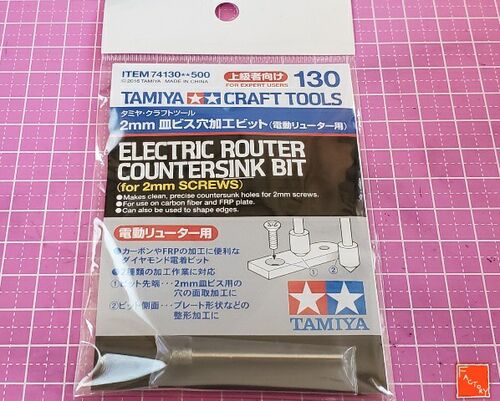 ITEM 74130★★500
©2016 TAMIYA / MADE IN CHINA
上級者向け
FOR EXPERT USERS
130
TAMIYA★★CRAFT TOOLS
タミヤ・クラフトツール
2mm 皿ビス穴加工ビット(電動リューター用)
ELECTRIC ROUTER
COUNTERSINK BIT
(for 2mm SCREWS)
●Makes clean, precise countersunk holes for 2mm screws.
●For use on carbon fiber and FRP plate.
●Can also be used to shape edges.
電動リューター用
●カーボンやFRPの加工に便利な
ダイヤモンド電着ビット
●2種類の加工作業に対応
①ビット先端…2mm皿ビス用の
穴の面取加工に
②ビット側面…プレート形状などの
整形加工に
① ②
TAMIYA
FACTORY